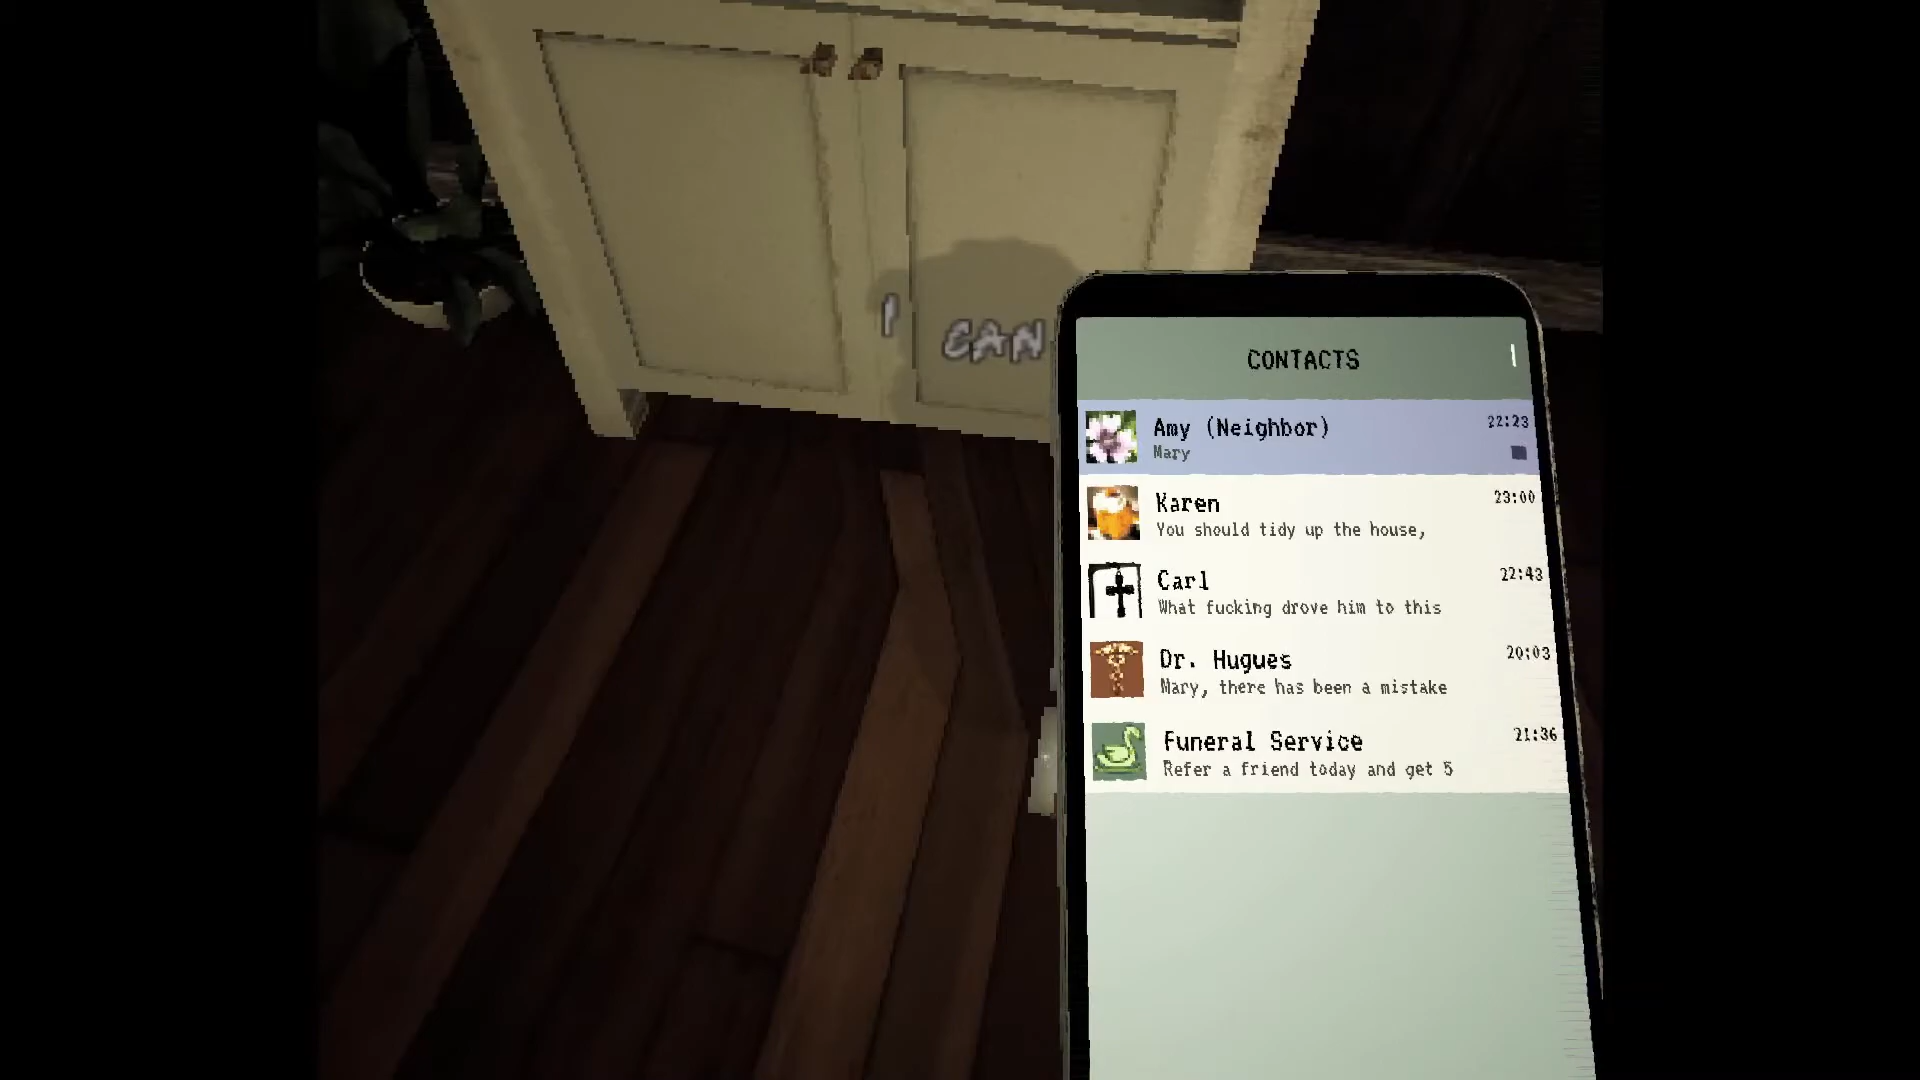 I CAN
CONTACTS
Amy (Neighbor)
22:23
Mary
Karen
23:00
You should tidy up the house,
Carl
22:43
What fucking drove him to this
Dr. Hugues
20:03
Mary, there has been a mistake
Funeral Service
21:36
Refer a friend today and get 5